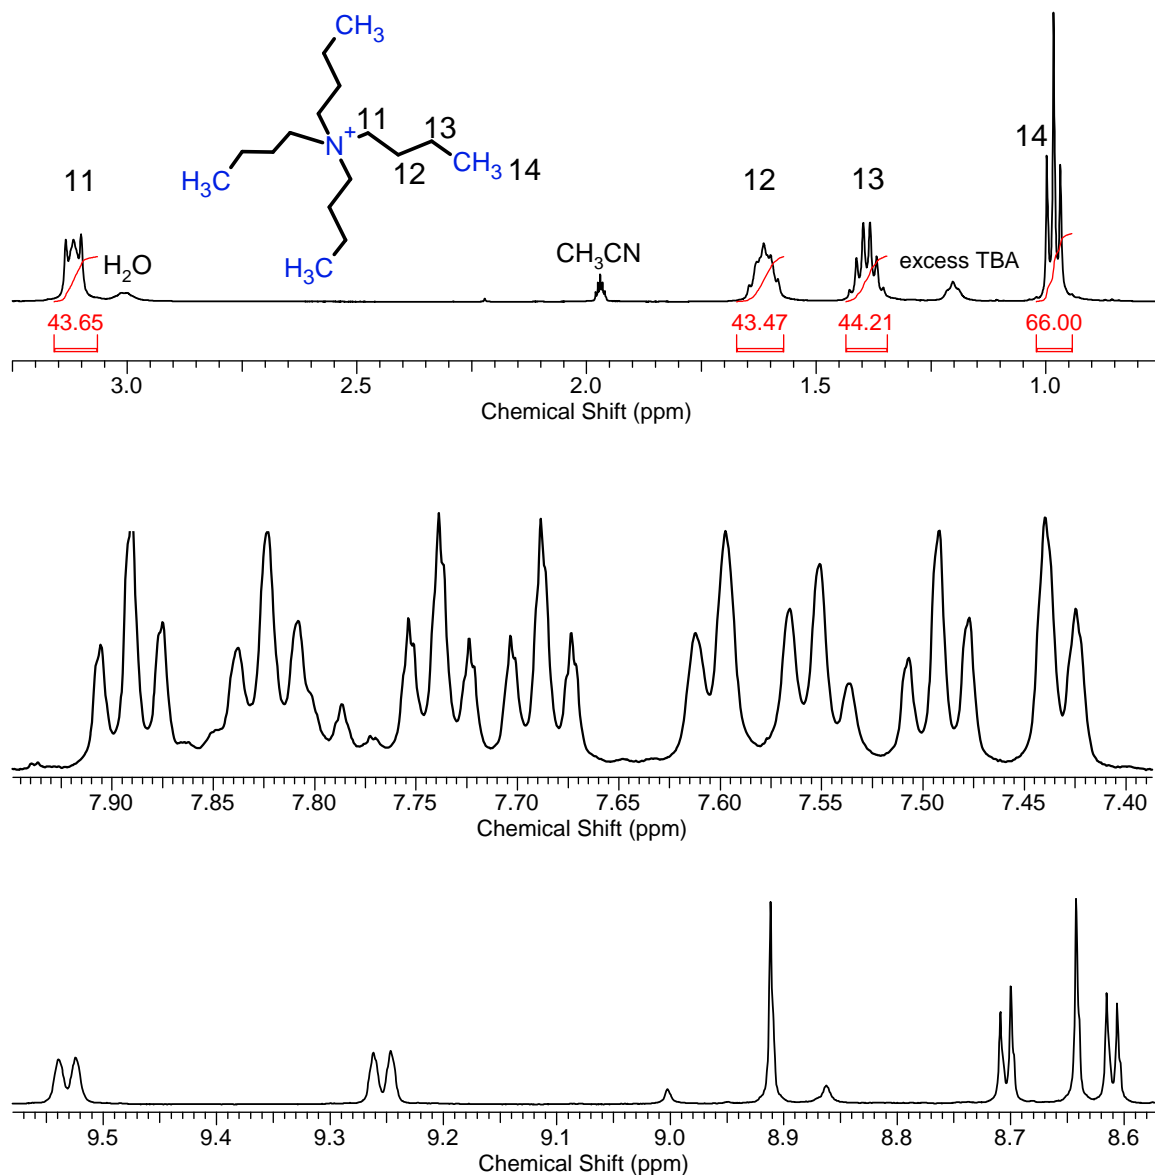 CH3
11
13
14
N+
11
12
CH3 14
12
13
H3C
H2O
CH3CN
excess TBA
H3C
43.65
43.47
44.21
66.00
3.0 2.5 2.0 1.5 1.0
Chemical Shift (ppm)
7.90 7.85 7.80 7.75 7.70 7.65 7.60 7.55 7.50 7.45 7.40
Chemical Shift (ppm)
9.5 9.4 9.3 9.2 9.1 9.0 8.9 8.8 8.7 8.6
Chemical Shift (ppm)